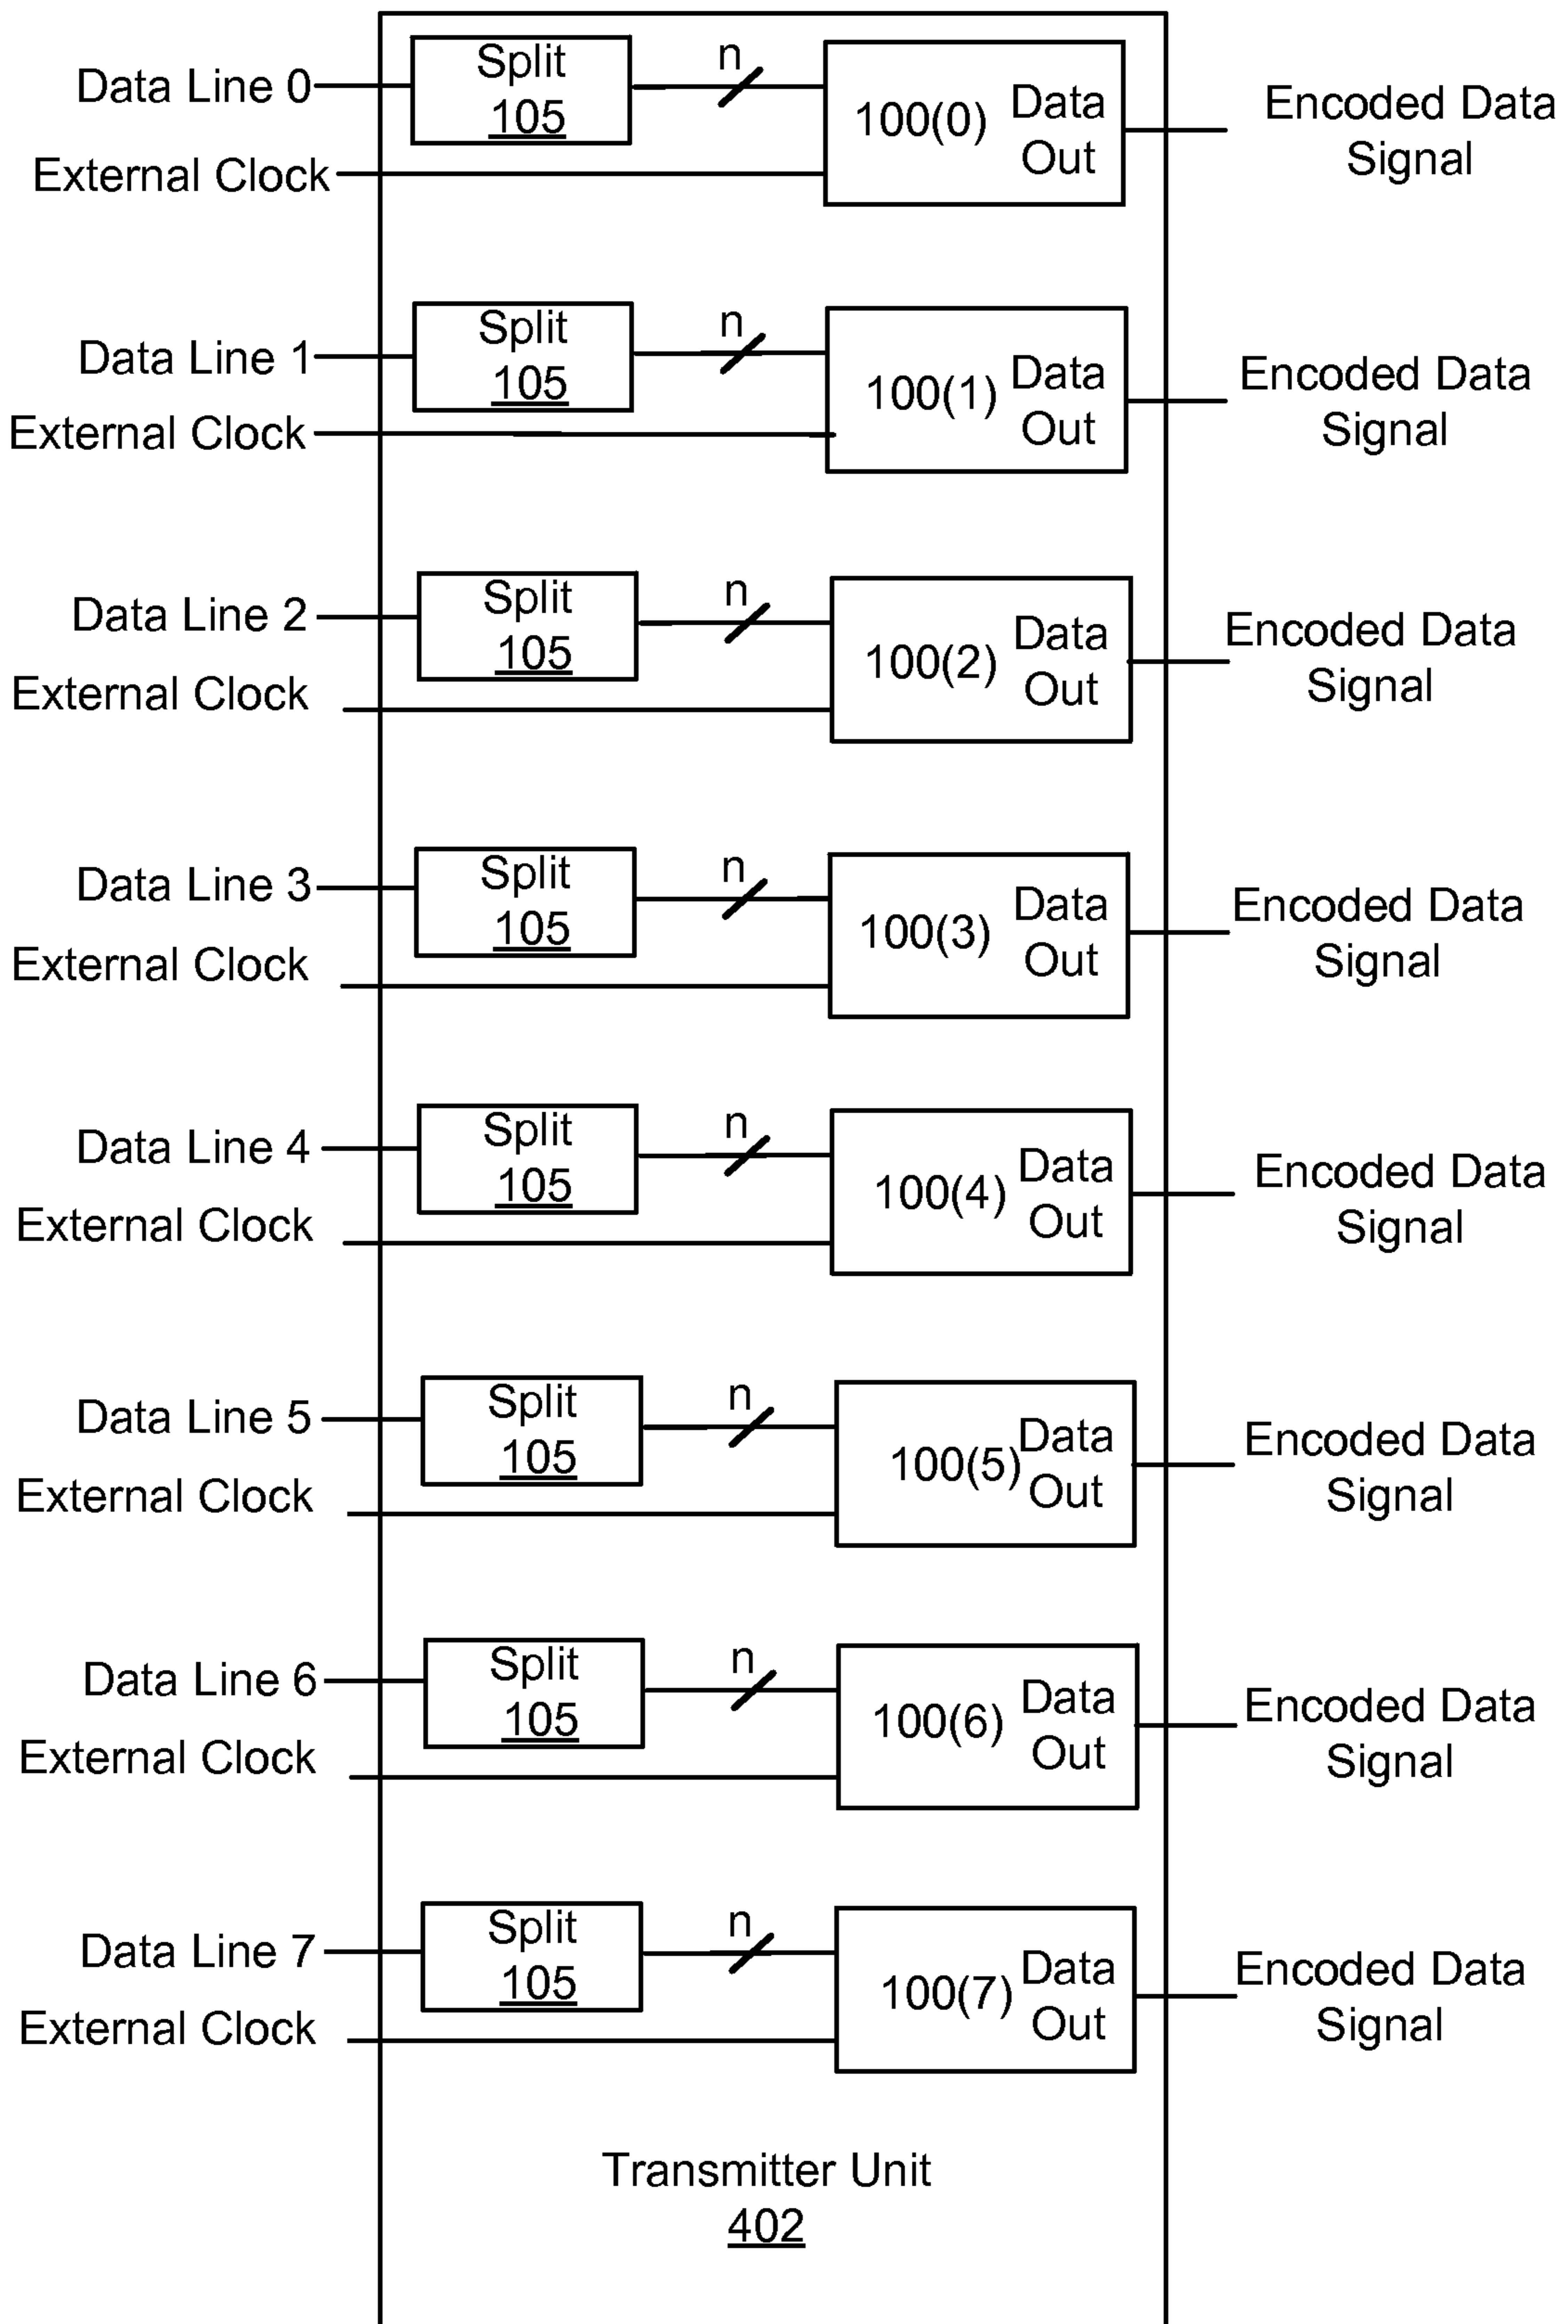 Data Line 0
External Clock
Split
105
n
100(0)
Data
Out
Encoded Data
Signal
Data Line 1
External Clock
Split
105
n
100(1)
Data
Out
Encoded Data
Signal
Data Line 2
External Clock
Split
105
n
100(2)
Data
Out
Encoded Data
Signal
Data Line 3
External Clock
Split
105
n
100(3)
Data
Out
Encoded Data
Signal
Data Line 4
External Clock
Split
105
n
100(4)
Data
Out
Encoded Data
Signal
Data Line 5
External Clock
Split
105
n
100(5)
Data
Out
Encoded Data
Signal
Data Line 6
External Clock
Split
105
n
100(6)
Data
Out
Encoded Data
Signal
Data Line 7
External Clock
Split
105
n
100(7)
Data
Out
Encoded Data
Signal
Transmitter Unit
402